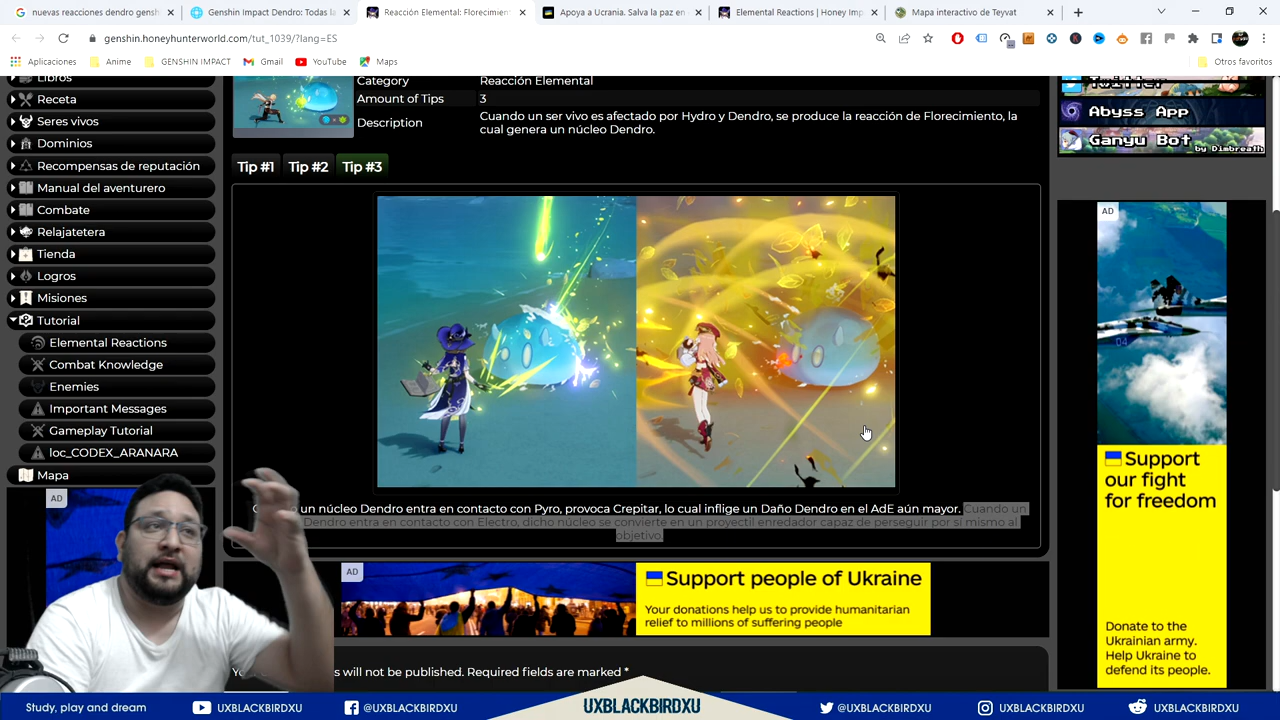 nuevas reacciones dendro gensh
Genshin Impact Dendro: Todas la
Reacción Elemental: Florecimien
Apoya a Ucrania. Salva la paz en
Elemental Reactions | Honey Imp
Mapa interactivo de Teyvat
genshin.honeyhunterworld.com/tut_1039/?lang=ES
Aplicaciones
Anime
GENSHIN IMPACT
Gmail
YouTube
Maps
Otros favoritos
Libros
Receta
Seres vivos
Dominios
Recompensas de reputación
Manual del aventurero
Combate
Relajatetera
Tienda
Logros
Misiones
Tutorial
Elemental Reactions
Combat Knowledge
Enemies
Important Messages
Gameplay Tutorial
loc_CODEX_ARANARA
Mapa
AD
Category Reacción Elemental
Amount of Tips 3
Description Cuando un ser vivo es afectado por Hydro y Dendro, se produce la reacción de Florecimiento, la
cual genera un núcleo Dendro.
Tip #1 Tip #2 Tip #3
un núcleo Dendro entra en contacto con Pyro, provoca Crepitar, lo cual inflige un Daño Dendro en el AdE aún mayor. Cuando un
Dendro entra en contacto con Electro, dicho núcleo se convierte en un proyectil enredador capaz de perseguir por sí mismo al
objetivo.
AD
Support people of Ukraine
Your donations help us to provide humanitarian
relief to millions of suffering people
s will not be published. Required fields are marked *
Twitter
Abyss App
Ganyu Bot
by Dimbreath
AD
04
Support
our fight
for freedom
Donate to the
Ukrainian army.
Help Ukraine to
defend its people.
Study, play and dream
UXBLACKBIRDXU
@UXBLACKBIRDXU
UXBLACKBIRDXU
@UXBLACKBIRDXU
UXBLACKBIRDXU
UXBLACKBIRDXU